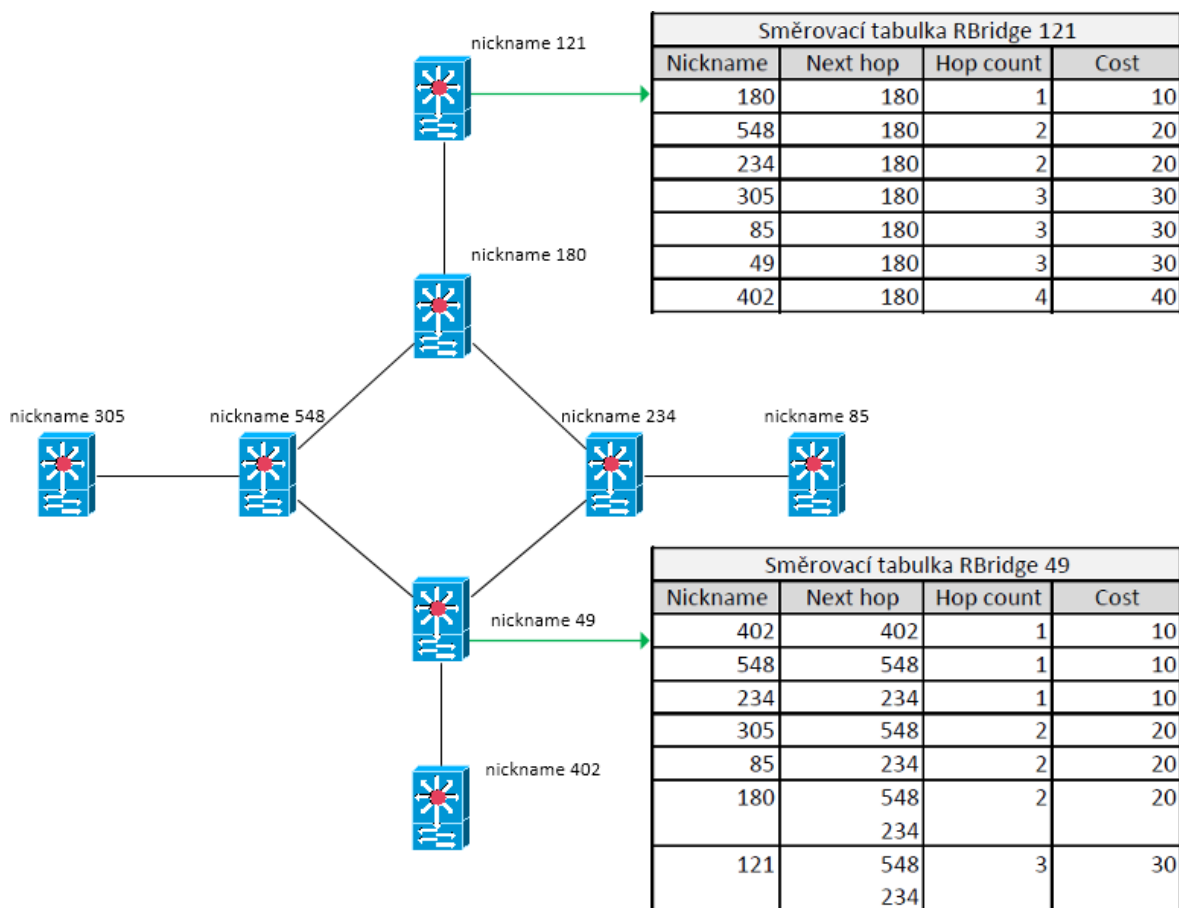 nickname 121
Směrovací tabulka RBridge 121
Nickname Next hop Hop count Cost
180 180 1 10
548 180 2 20
234 180 2 20
305 180 3 30
85 180 3 30
49 180 3 30
402 180 4 40
nickname 180
nickname 305
nickname 548
nickname 234
nickname 85
nickname 49
nickname 402
Směrovací tabulka RBridge 49
Nickname Next hop Hop count Cost
402 402 1 10
548 548 1 10
234 234 1 10
305 548 2 20
85 234 2 20
180 548 2 20
234
121 548 3 30
234